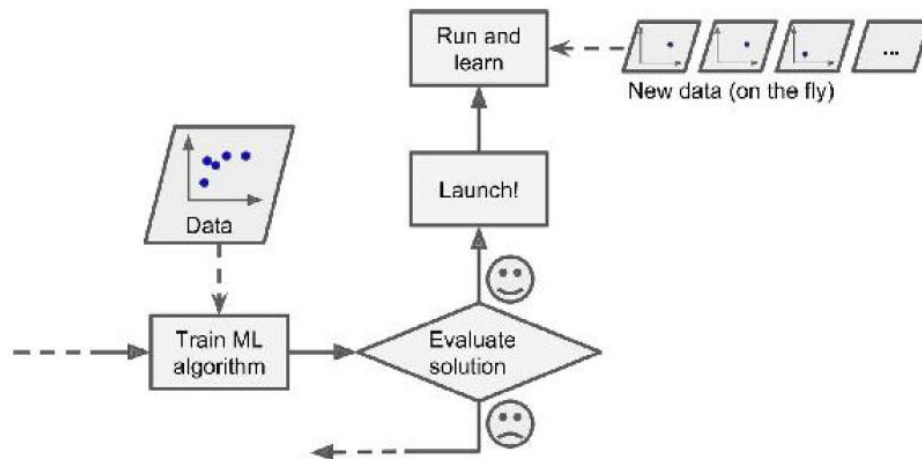 Run and
learn
...
New data (on the fly)
Launch!
Data
Train ML
algorithm
Evaluate
solution